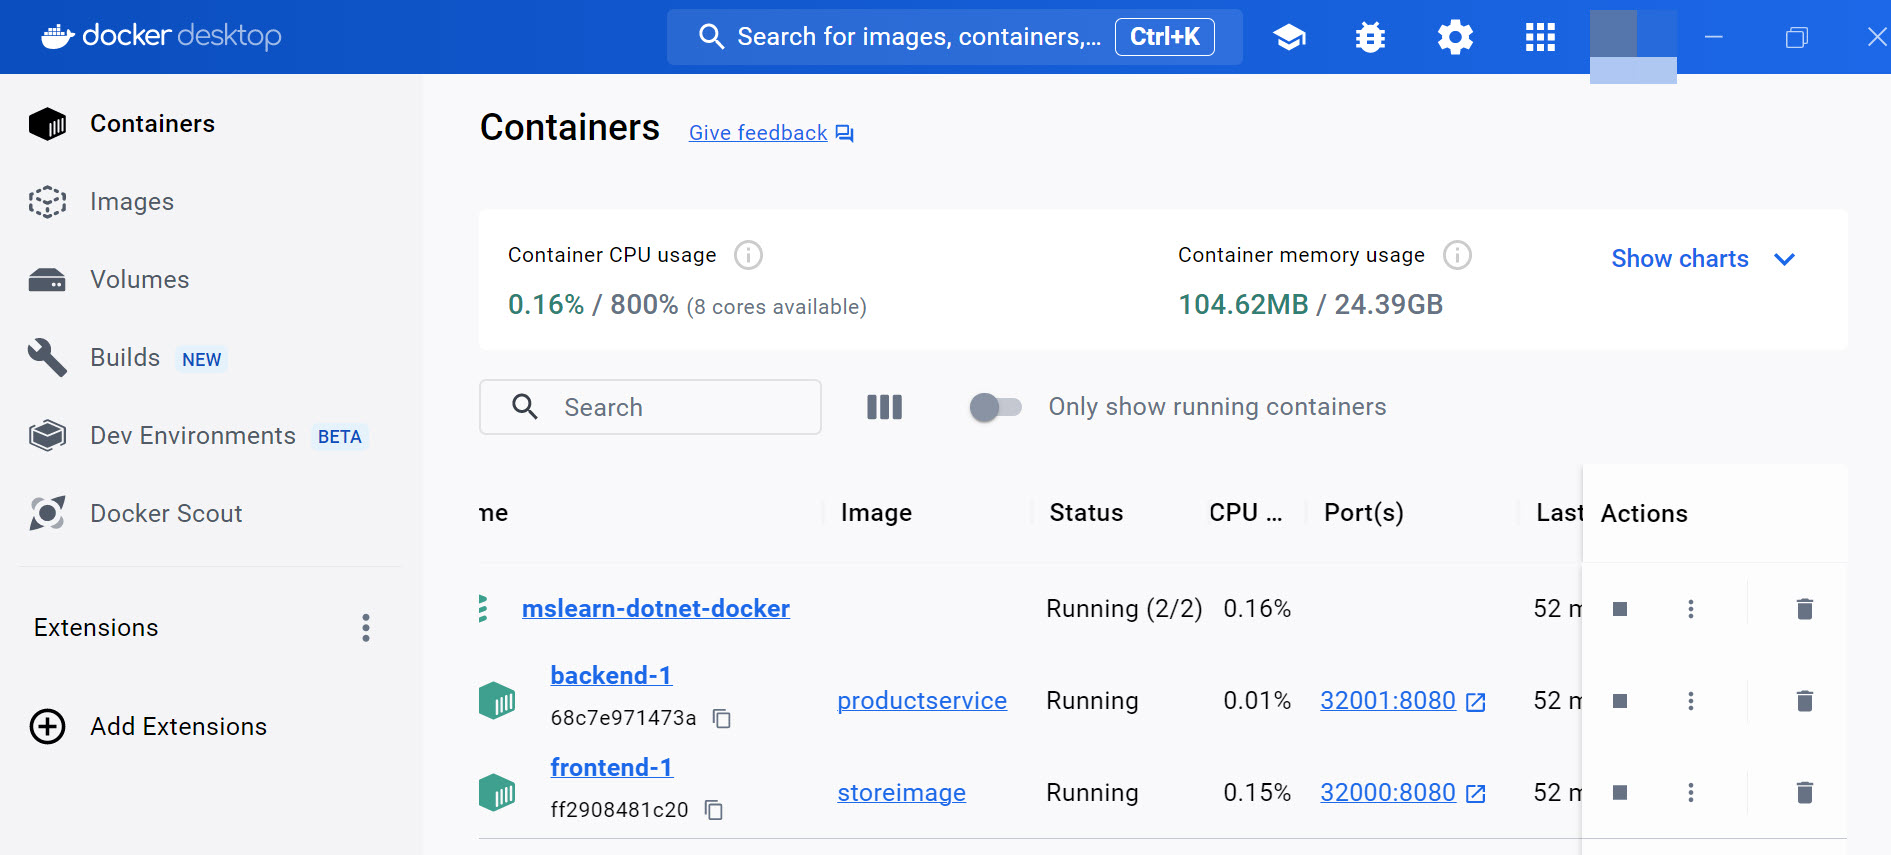 docker desktop
Search for images, containers,... Ctrl+K
Containers
Images
Volumes
Builds NEW
Dev Environments BETA
Docker Scout
Extensions
Add Extensions
Containers Give feedback
Container CPU usage
0.16% / 800% (8 cores available)
Container memory usage
104.62MB / 24.39GB
Show charts
Search
Only show running containers
me Image Status CPU ... Port(s) Last Actions
mslearn-dotnet-docker Running (2/2) 0.16% 52 m
backend-1
68c7e971473a
productservice Running 0.01% 32001:8080 52 m
frontend-1
ff2908481c20
storeimage Running 0.15% 32000:8080 52 m